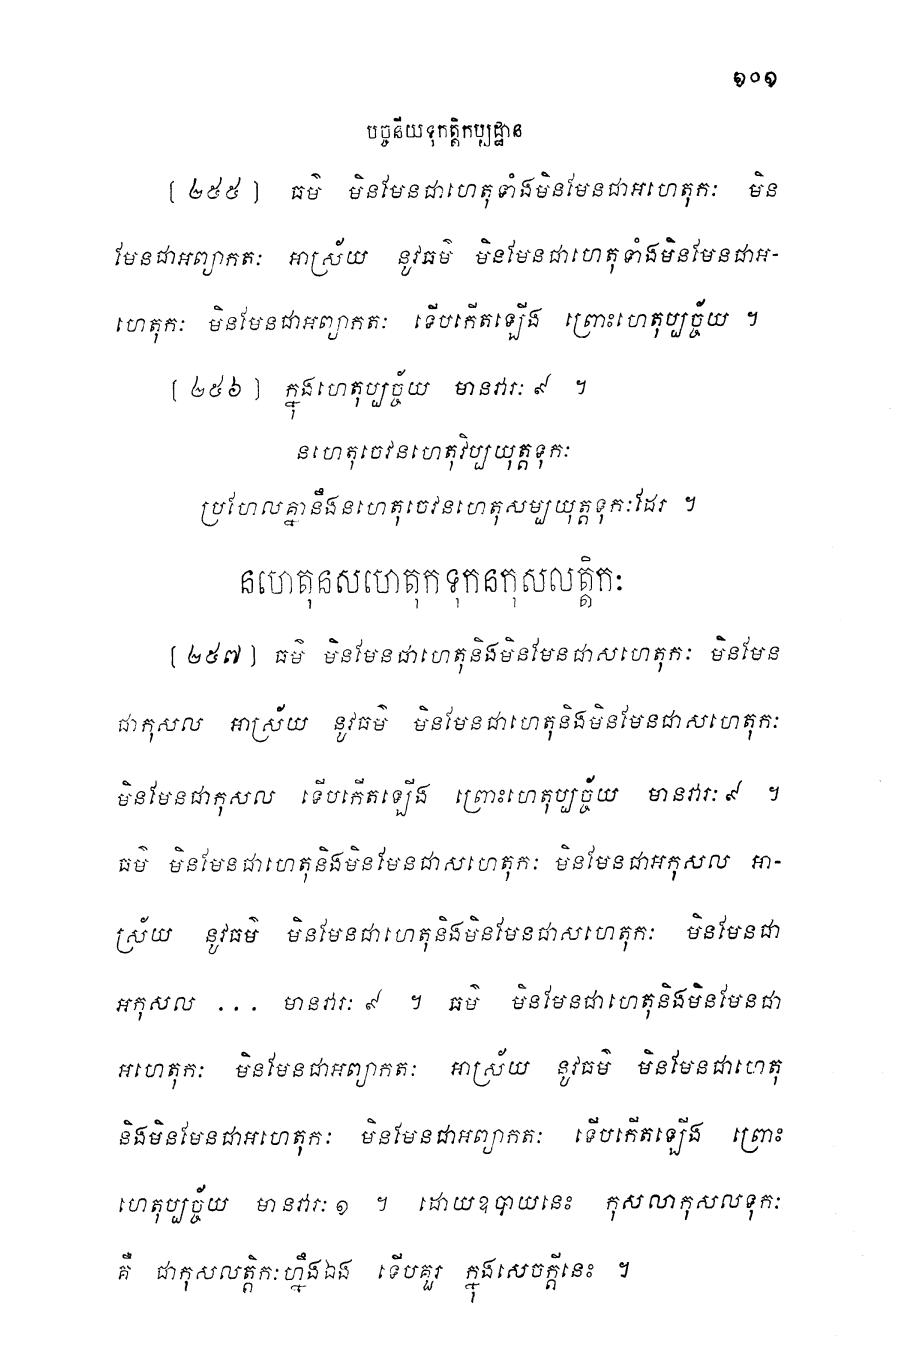 ១០១
បច្ចនីយទុកត្តិកប្បដ្ឋាន
[ ២៥៥ ] ធម៌ មិនមែនជាហេតុទាំងមិនមែនជាអហេតុកៈ មិន
មែនជាអព្យាកតៈ អាស្រ័យ នូវធម៌ មិនមែនជាហេតុទាំងមិនមែនជាអ-
ហេតុកៈ មិនមែនជាអព្យាកតៈ ទើបកើតឡើង ព្រោះហេតុប្បច្ច័យ ។
[ ២៥៦ ] ក្នុងហេតុប្បច្ច័យ មានវារៈ ៩ ។
នហេតុចេវនហេតុវិប្បយុត្តទុកៈ
ប្រហែលគ្នានឹងនហេតុចេវនហេតុសម្បយុត្តទុកៈដែរ ។
នហេតុនសហេតុកទុកនកុសលត្តិកៈ
[ ២៥៧ ] ធម៌ មិនមែនជាហេតុនិងមិនមែនជាសហេតុកៈ មិនមែន
ជាកុសល អាស្រ័យ នូវធម៌ មិនមែនជាហេតុនិងមិនមែនជាសហេតុកៈ
មិនមែនជាកុសល ទើបកើតឡើង ព្រោះហេតុប្បច្ច័យ មានវារៈ ៩ ។
ធម៌ មិនមែនជាហេតុនិងមិនមែនជាសហេតុកៈ មិនមែនជាអកុសល អា-
ស្រ័យ នូវធម៌ មិនមែនជាហេតុនិងមិនមែនជាសហេតុកៈ មិនមែនជា
អកុសល ... មានវារៈ ៩ ។ ធម៌ មិនមែនជាហេតុនិងមិនមែនជា
អហេតុកៈ មិនមែនជាអព្យាកតៈ អាស្រ័យ នូវធម៌ មិនមែនជាហេតុ
និងមិនមែនជាអហេតុកៈ មិនមែនជាអព្យាកតៈ ទើបកើតឡើង ព្រោះ
ហេតុប្បច្ច័យ មានវារៈ ១ ។ ដោយឧបាយនេះ កុសលាកុសលទុកៈ
គឺ ជាកុសលត្តិកៈហ្នឹងឯង ទើបគួរ ក្នុងសេចក្តីនេះ ។